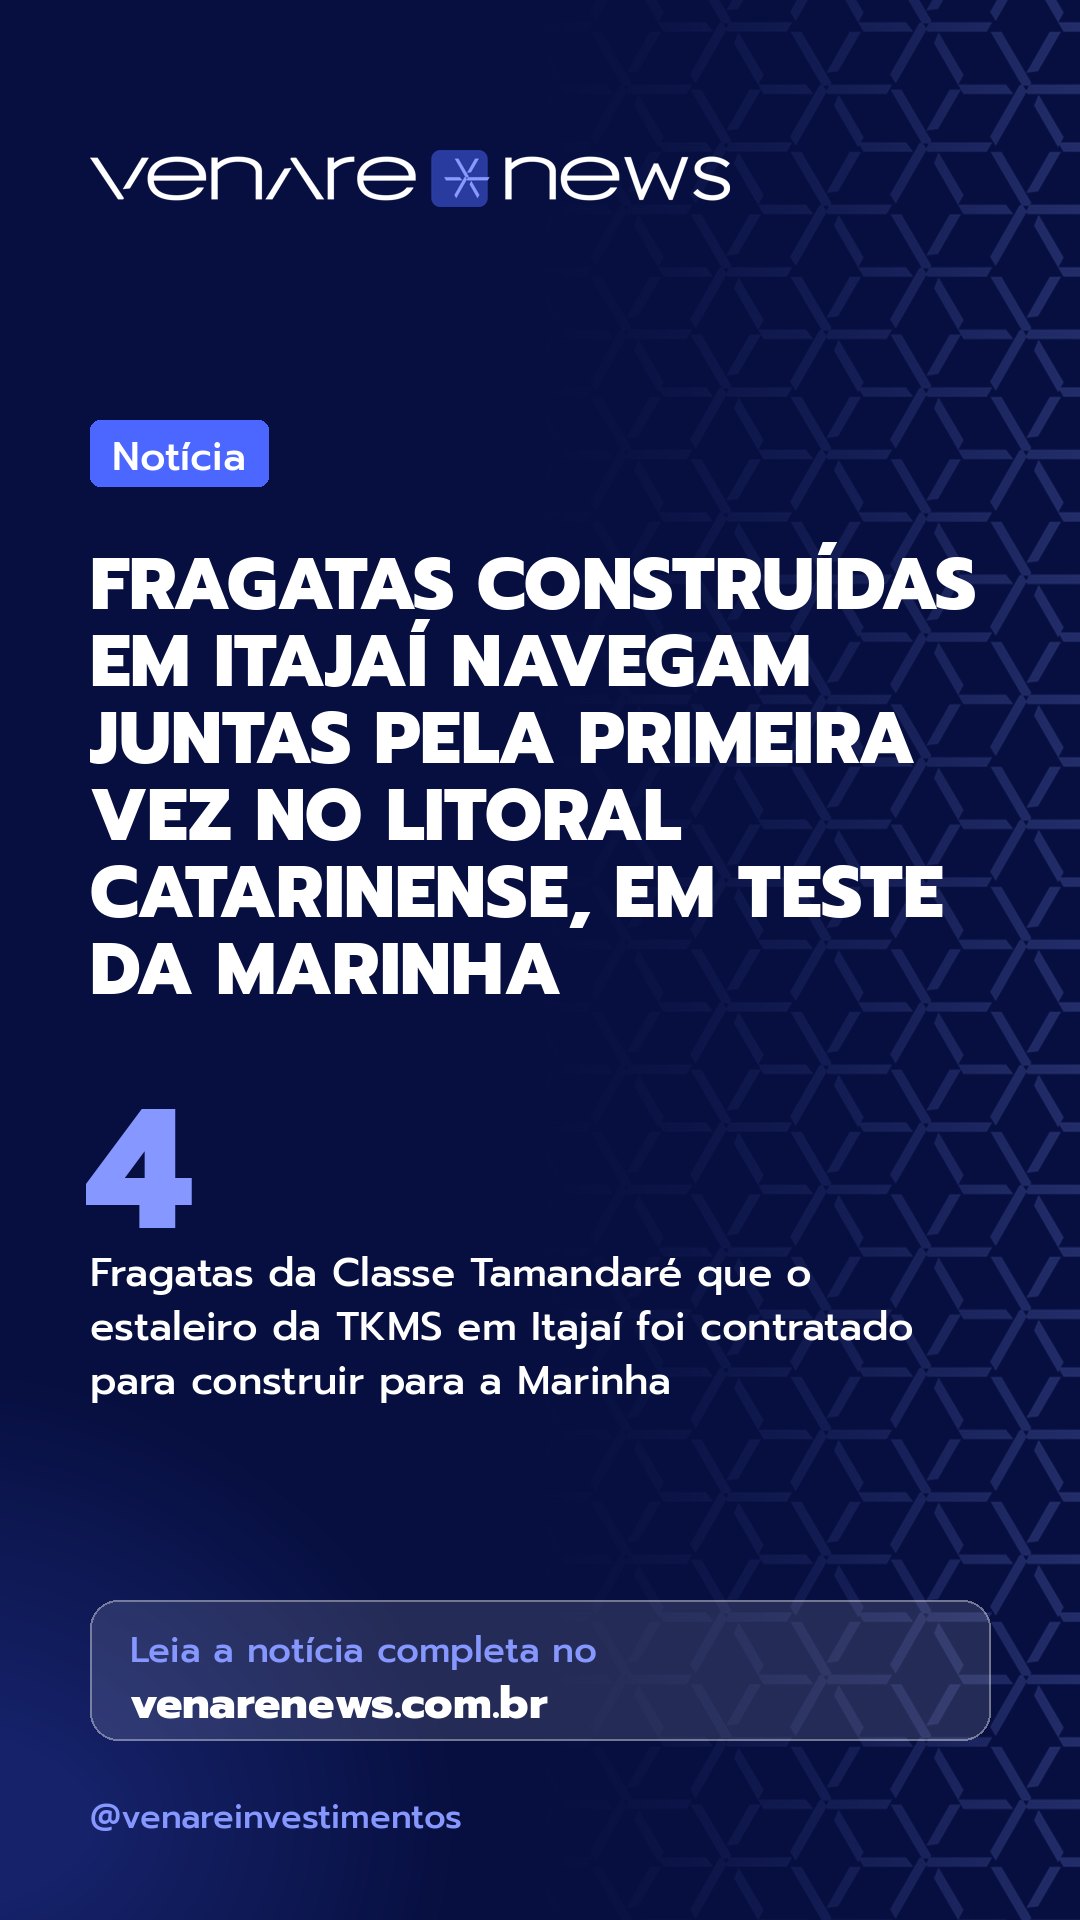 venare news
Notícia
FRAGATAS CONSTRUÍDAS
EM ITAJAÍ NAVEGAM
JUNTAS PELA PRIMEIRA
VEZ NO LITORAL
CATARINENSE, EM TESTE
DA MARINHA
4
Fragatas da Classe Tamandaré que o
estaleiro da TKMS em Itajaí foi contratado
para construir para a Marinha
Leia a notícia completa no
venarenews.com.br
@venareinvestimentos